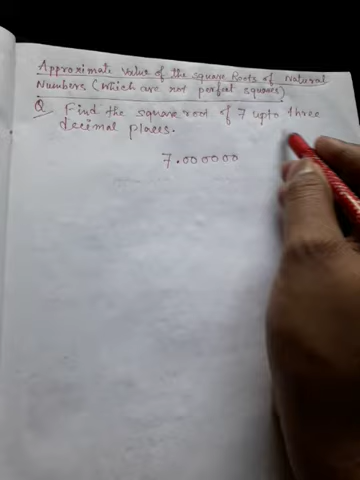 Approximate Value of the square Roots of Natural
Numbers (which are not perfect squares)
Q. Find the square root of 7 upto three
decimal places.
7.000000